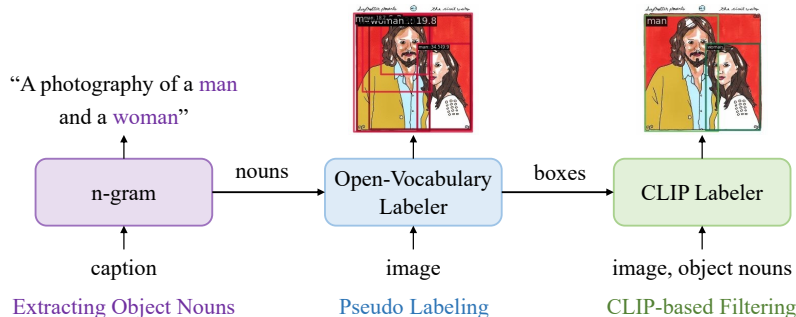 “A photography of a man
and a woman”
n-gram
nouns
Open-Vocabulary
Labeler
boxes
CLIP Labeler
caption
image
image, object nouns
Extracting Object Nouns
Pseudo Labeling
CLIP-based Filtering
woman : 19.8
man
woman